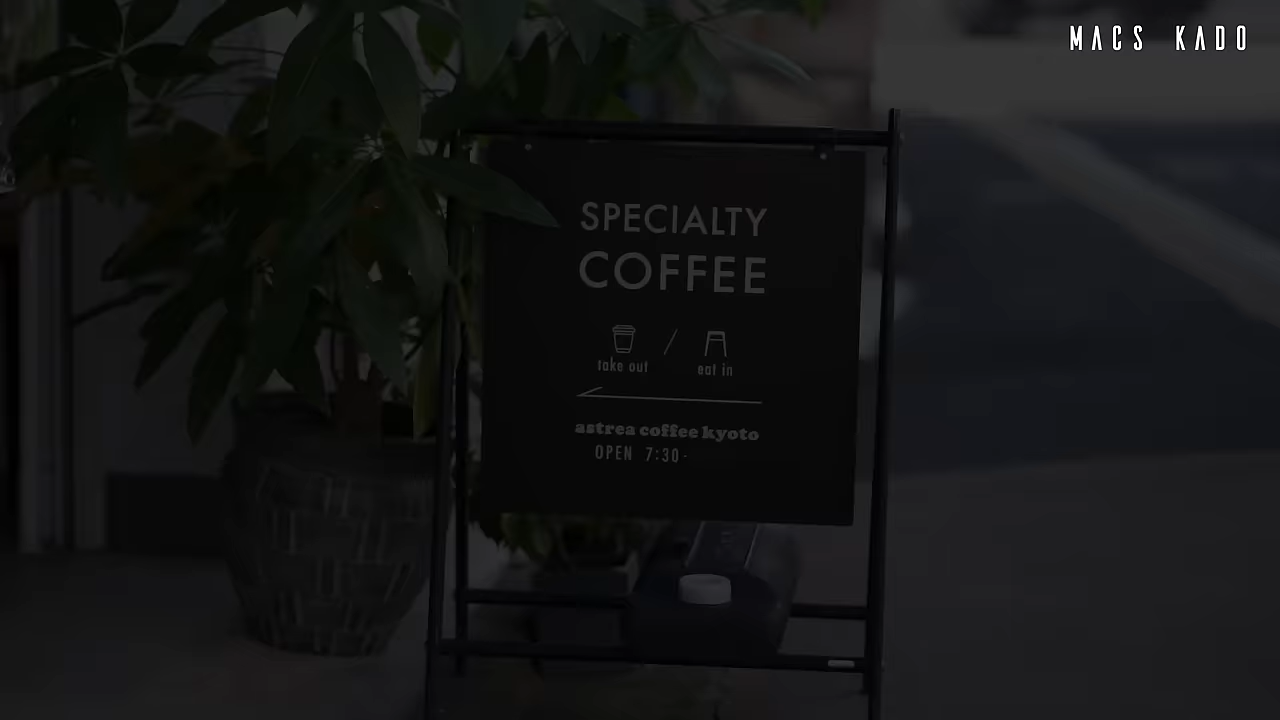 MACS KADO
SPECIALTY
COFFEE
take out / eat in
astrea coffee kyoto
OPEN 7:30-